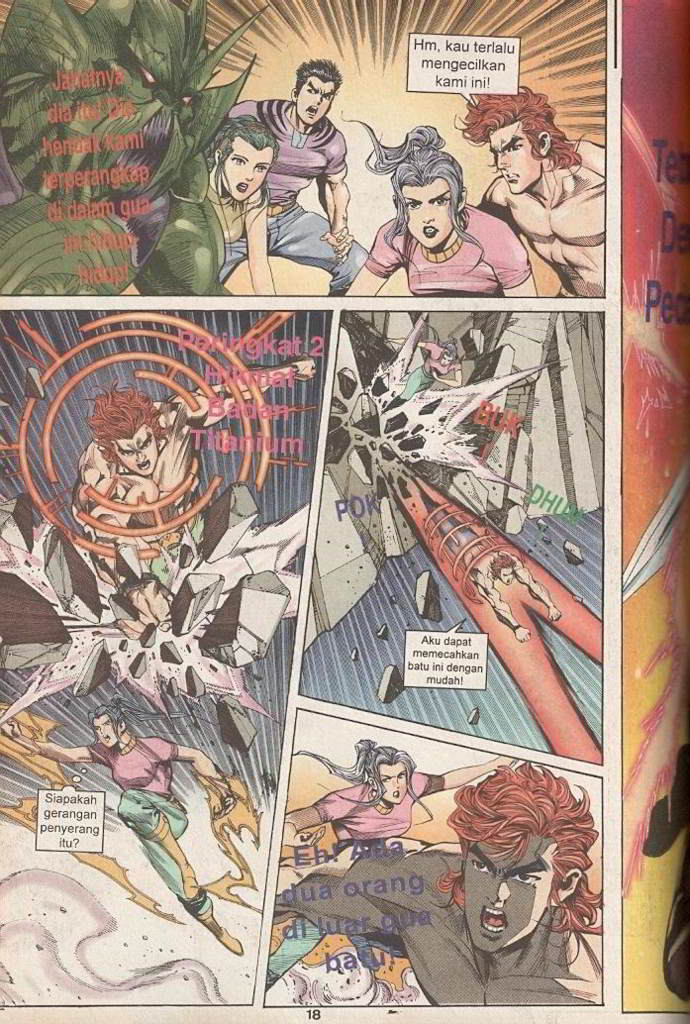 Jahatnya
dia itu! Dia
hendak kami
terperangkap
di dalam gua
ini hidup-
hidup!
Hm, kau terlalu
mengecilkan
kami ini!
Peringkat 2
Hikmat
Badan
Titanium
Siapakah
gerangan
penyerang
itu?
BUK
!
POK
DHUM
Aku dapat
memecahkan
batu ini dengan
mudah!
Eh! Ada
dua orang
di luar gua
batu!
18